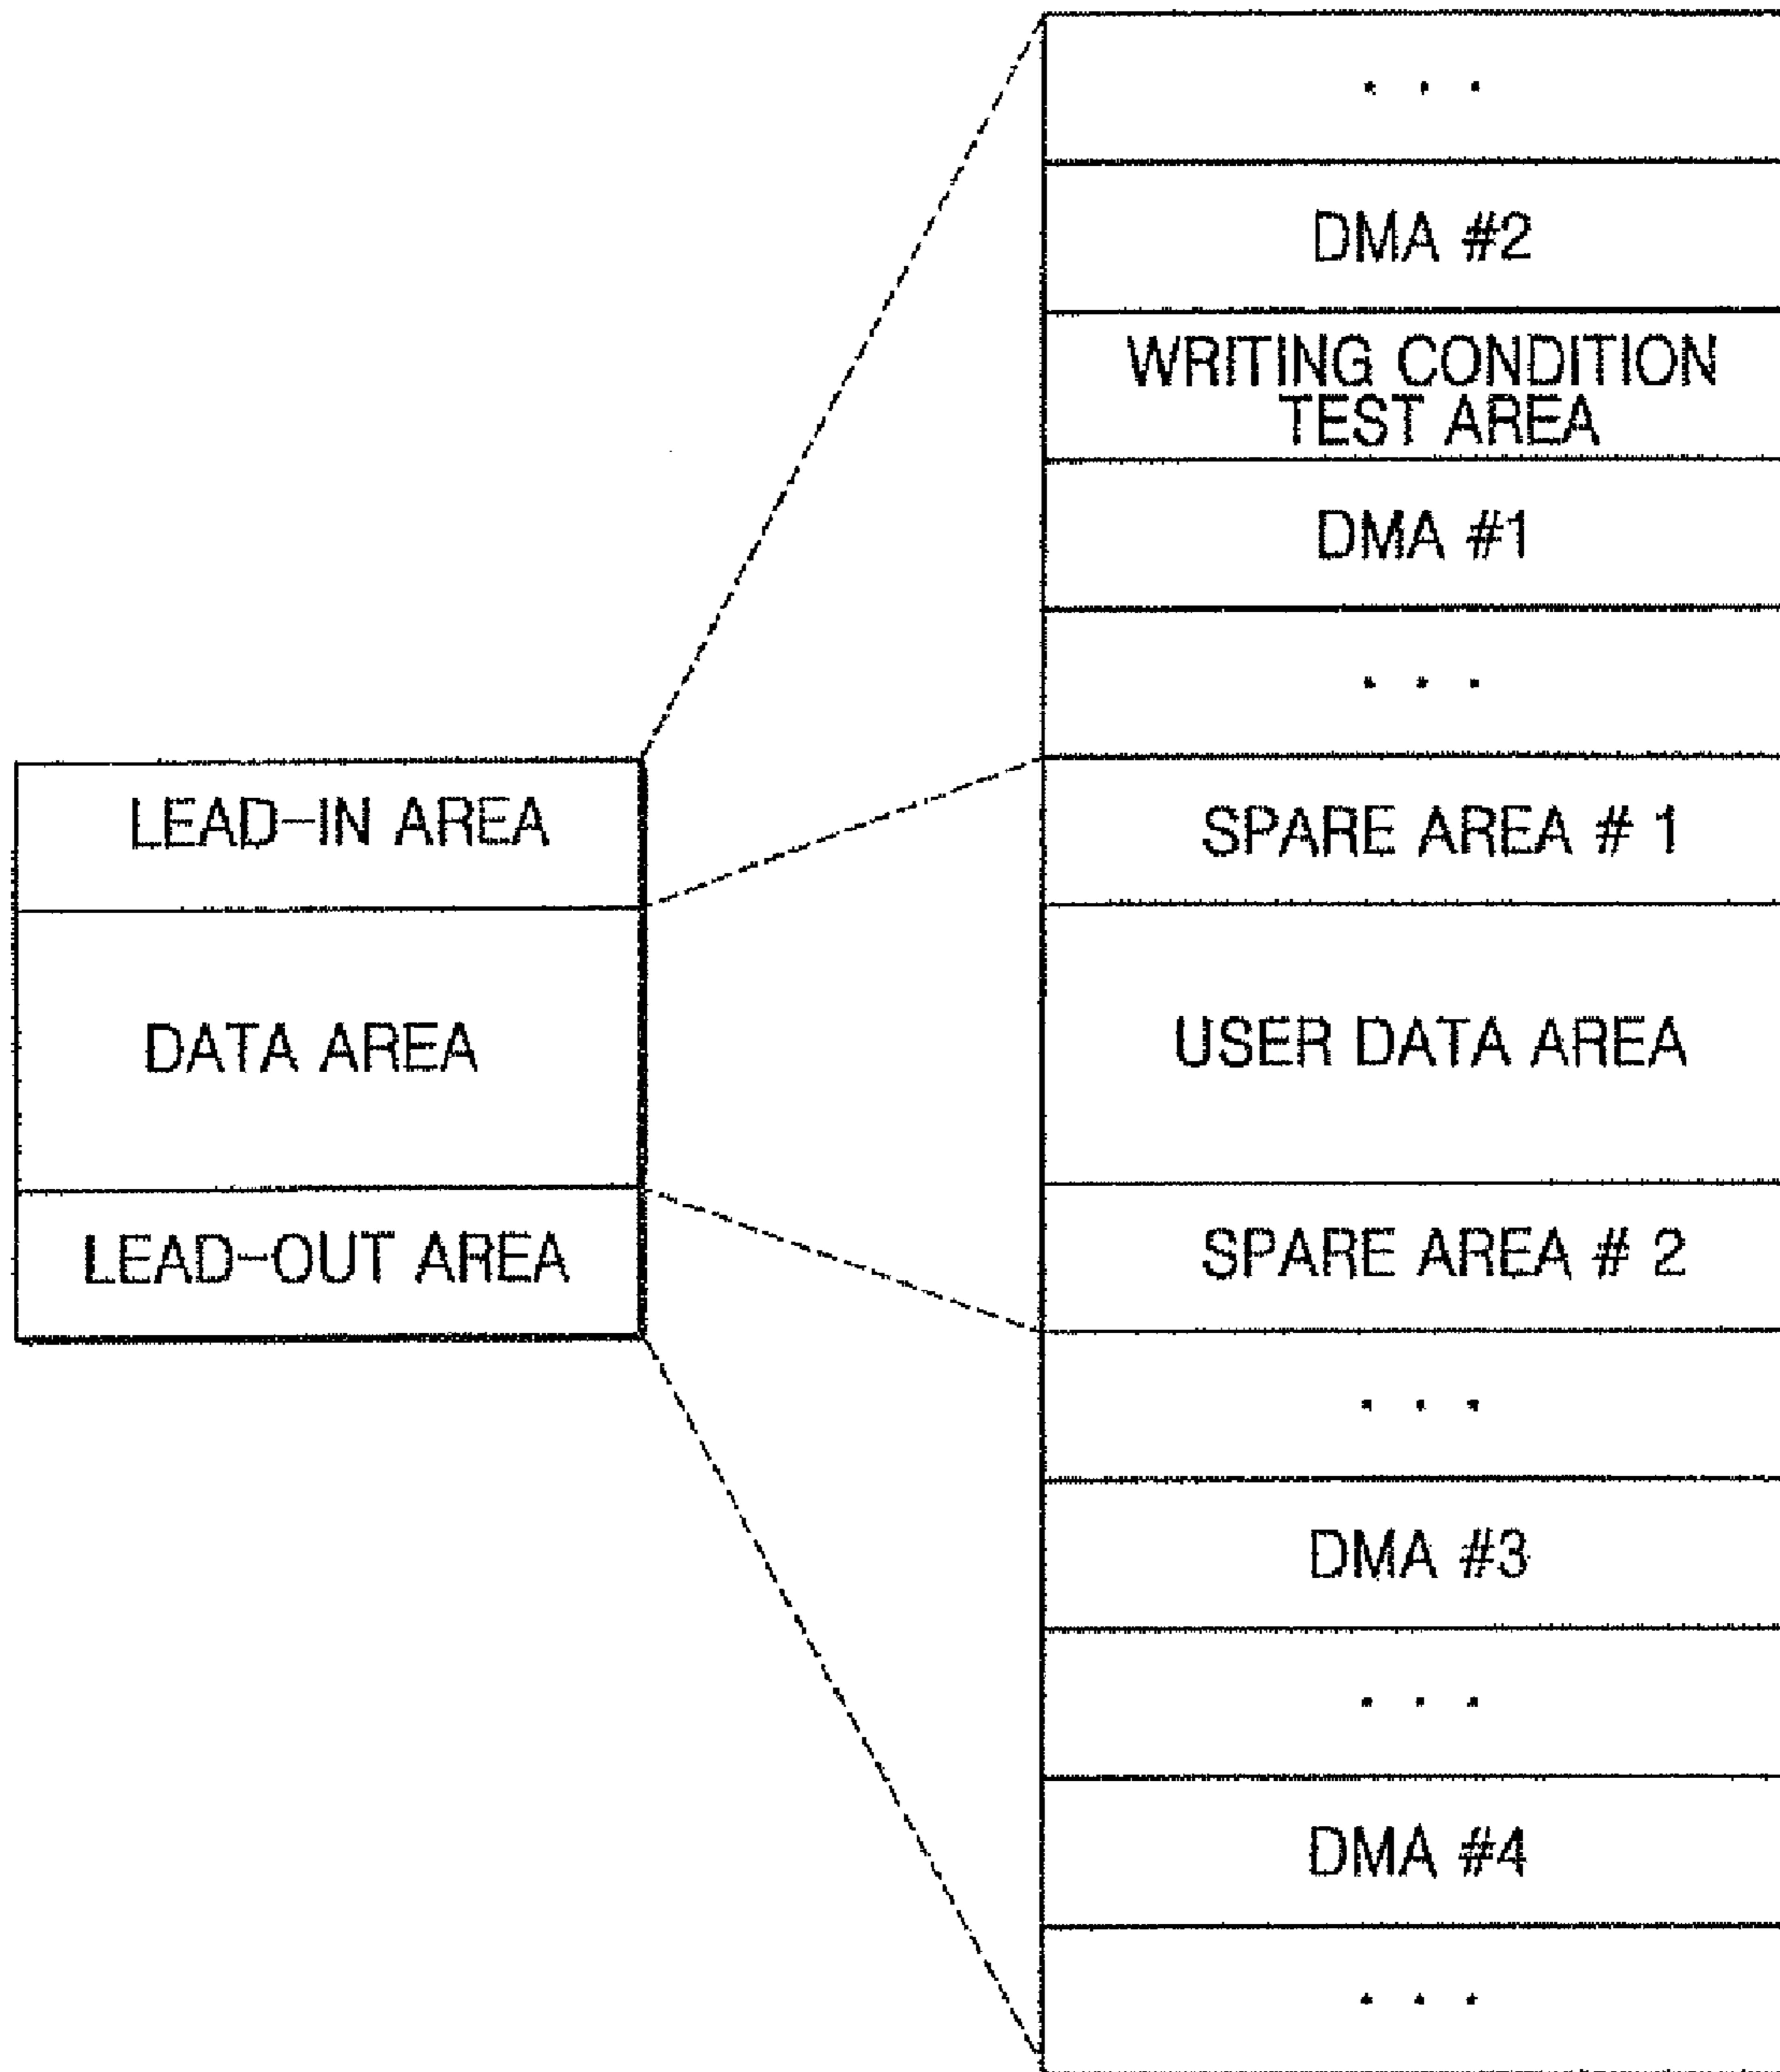 LEAD-IN AREA
DATA AREA
LEAD-OUT AREA
. . .
DMA #2
WRITING CONDITION
TEST AREA
DMA #1
. . .
SPARE AREA # 1
USER DATA AREA
SPARE AREA # 2
. . .
DMA #3
. . .
DMA #4
. . .